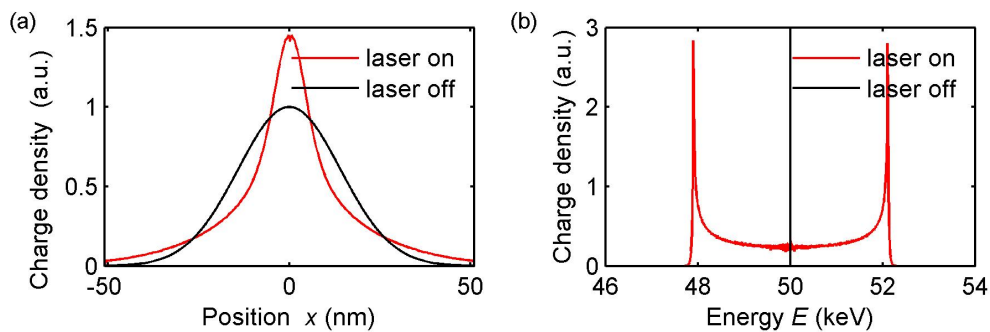 (a)
1.5
1
0.5
0
Charge density (a.u.)
laser on
laser off
-50
0
50
Position x (nm)
(b)
3
2
1
0
Charge density (a.u.)
laser on
laser off
46
48
50
52
54
Energy E (keV)